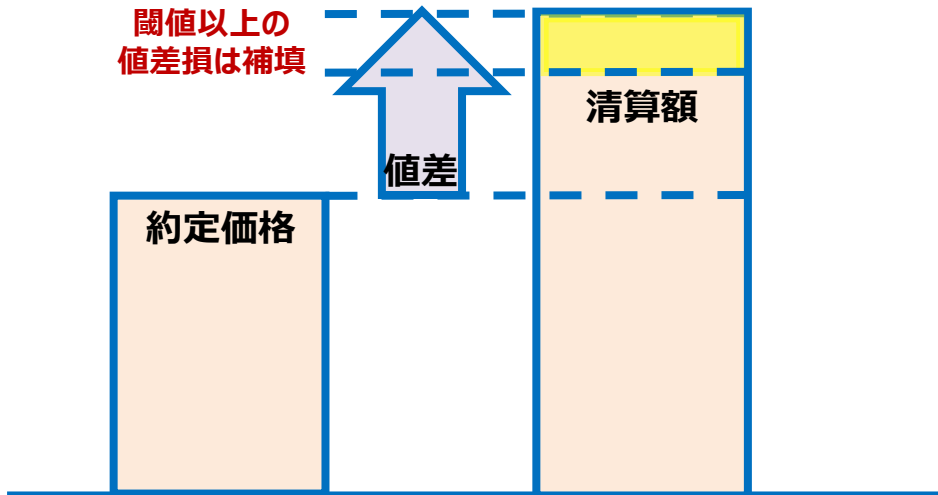 閾値以上の
値差損は補填
清算額
値差
約定価格